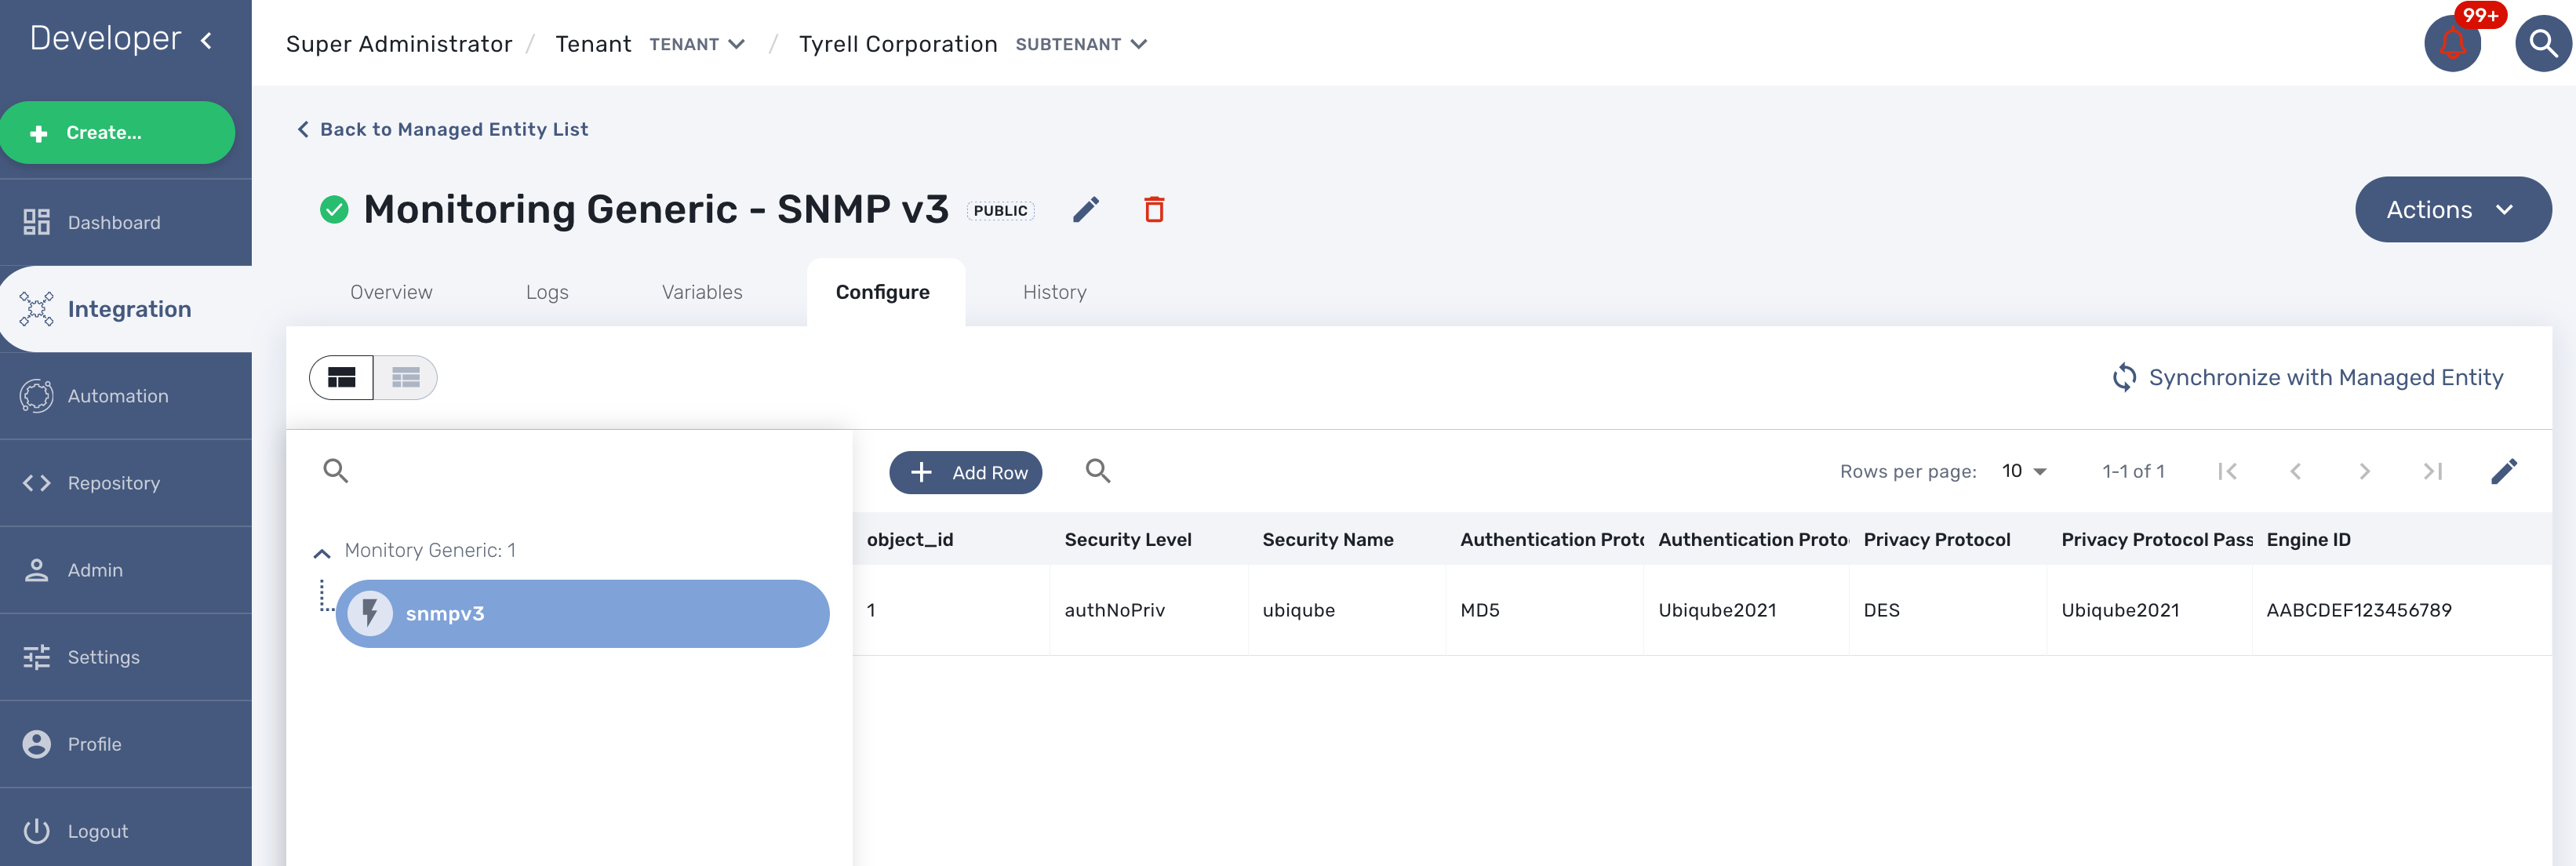 Developer
Super Administrator / Tenant TENANT / Tyrell Corporation SUBTENANT
99+
Create...
Dashboard
Integration
Automation
Repository
Admin
Settings
Profile
Logout
Back to Managed Entity List
Monitoring Generic - SNMP v3 PUBLIC
Actions
Overview Logs Variables Configure History
Synchronize with Managed Entity
Add Row
Rows per page: 10 1-1 of 1
Monitory Generic: 1
snmpv3
object_id Security Level Security Name Authentication Proto Authentication Proto Privacy Protocol Privacy Protocol Pass Engine ID
1 authNoPriv ubiqube MD5 Ubiqube2021 DES Ubiqube2021 AABCDEF123456789